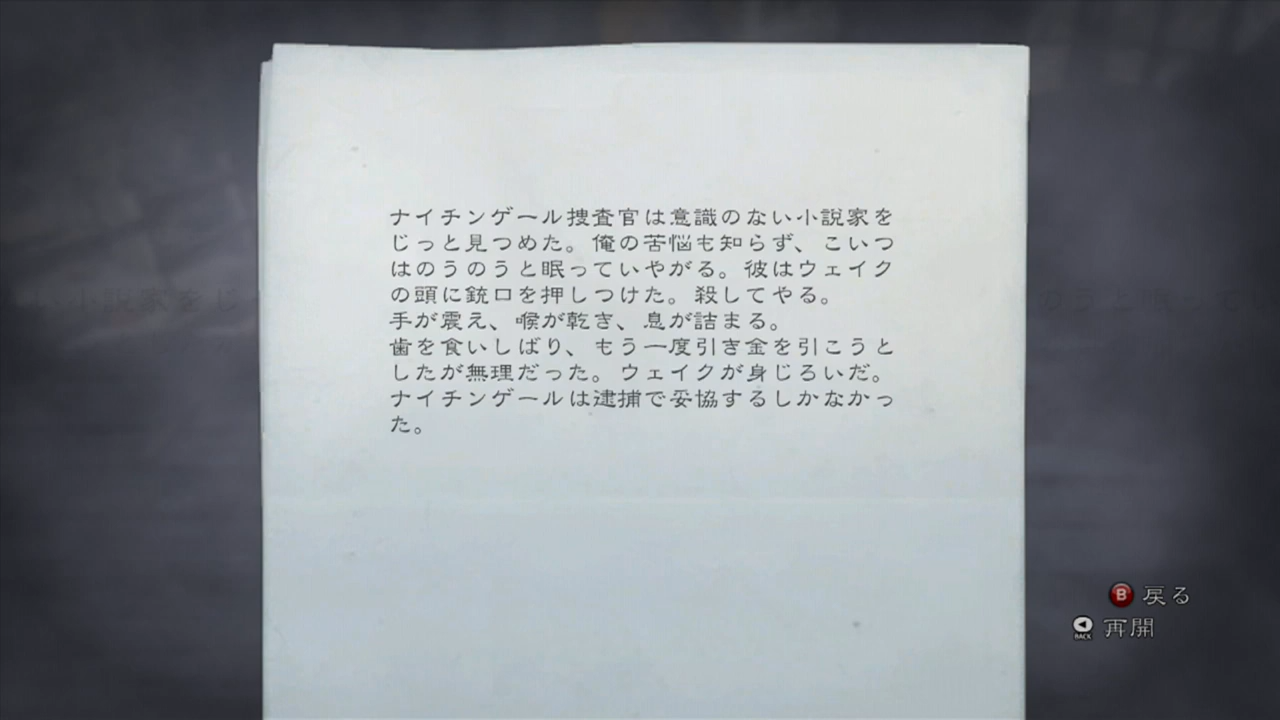 ナイチンゲール捜査官は意識のない小説家を
じっと見つめた。俺の苦悩も知らず、こいつ
はのうのうと眠っていやがる。彼はウェイク
の頭に銃口を押しつけた。殺してやる。
手が震え、喉が乾き、息が詰まる。
歯を食いしばり、もう一度引き金を引こうと
したが無理だった。ウェイクが身じろいだ。
ナイチンゲールは逮捕で妥協するしかなかっ
た。
B 戻る
BACK 再開